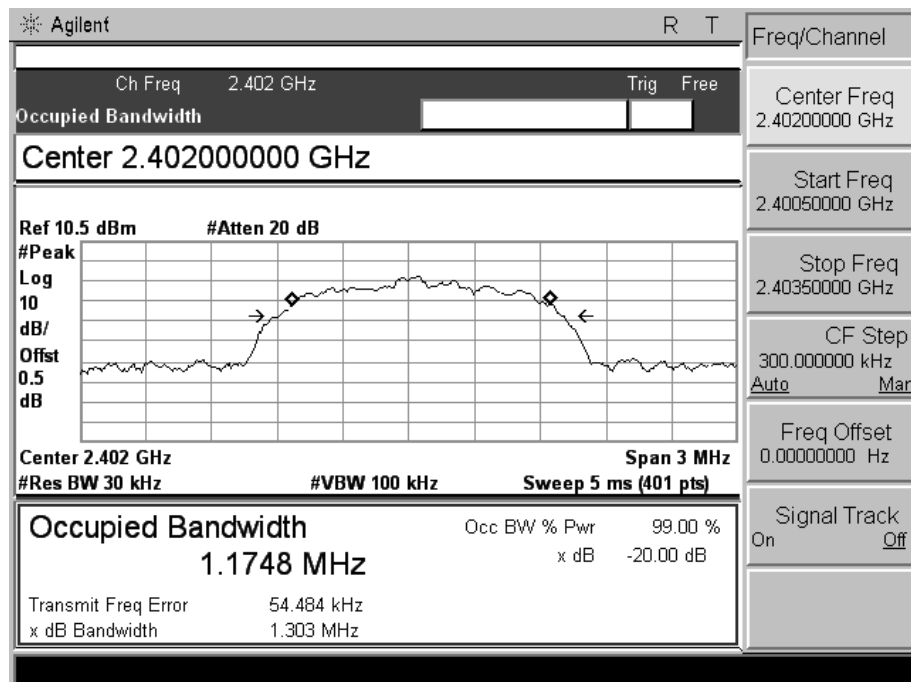 Agilent R T
Ch Freq 2.402 GHz Trig Free
Occupied Bandwidth
Center 2.402000000 GHz
Ref 10.5 dBm #Atten 20 dB
#Peak
Log
10
dB/
Offst
0.5
dB
Center 2.402 GHz Span 3 MHz
#Res BW 30 kHz #VBW 100 kHz Sweep 5 ms (401 pts)
Occupied Bandwidth
1.1748 MHz
Occ BW % Pwr 99.00 %
x dB -20.00 dB
Transmit Freq Error 54.484 kHz
x dB Bandwidth 1.303 MHz
Freq/Channel
Center Freq
2.40200000 GHz
Start Freq
2.40050000 GHz
Stop Freq
2.40350000 GHz
CF Step
300.000000 kHz
Auto Mar
Freq Offset
0.00000000 Hz
Signal Track
On Off